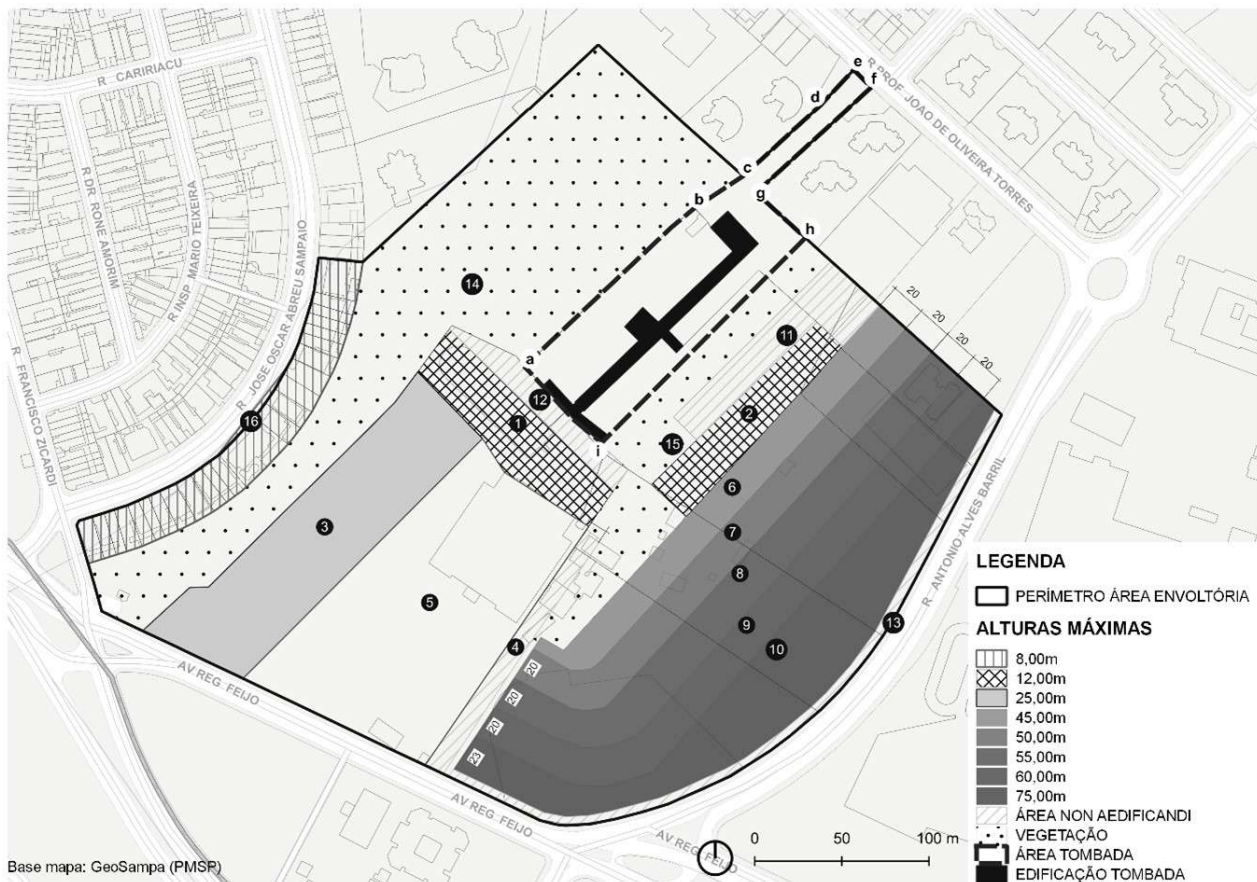 R CARIRIACU
R DR RONE AMORIM
R INSP MARIO TEIXEIRA
R JOSE OSCAR ABREU SAMPAIO
R FRANCISCO ZICARDI
e
f
d
R PROF JOAO DE OLIVEIRA TORRES
c
b
g
h
14
20
20
20
20
11
a
12
1
2
16
15
i
6
3
7
8
5
9
13
4
10
R ANTONIO ALVES BARRIL
20
20
20
23
AV REG FEIJO
AV REG FEIJO
AV REG FEIJO
0 50 100 m
Base mapa: GeoSampa (PMSP)
LEGENDA
PERÍMETRO ÁREA ENVOLTÓRIA
ALTURAS MÁXIMAS
8,00m
12,00m
25,00m
45,00m
50,00m
55,00m
60,00m
75,00m
ÁREA NON AEDIFICANDI
VEGETAÇÃO
ÁREA TOMBADA
EDIFICAÇÃO TOMBADA